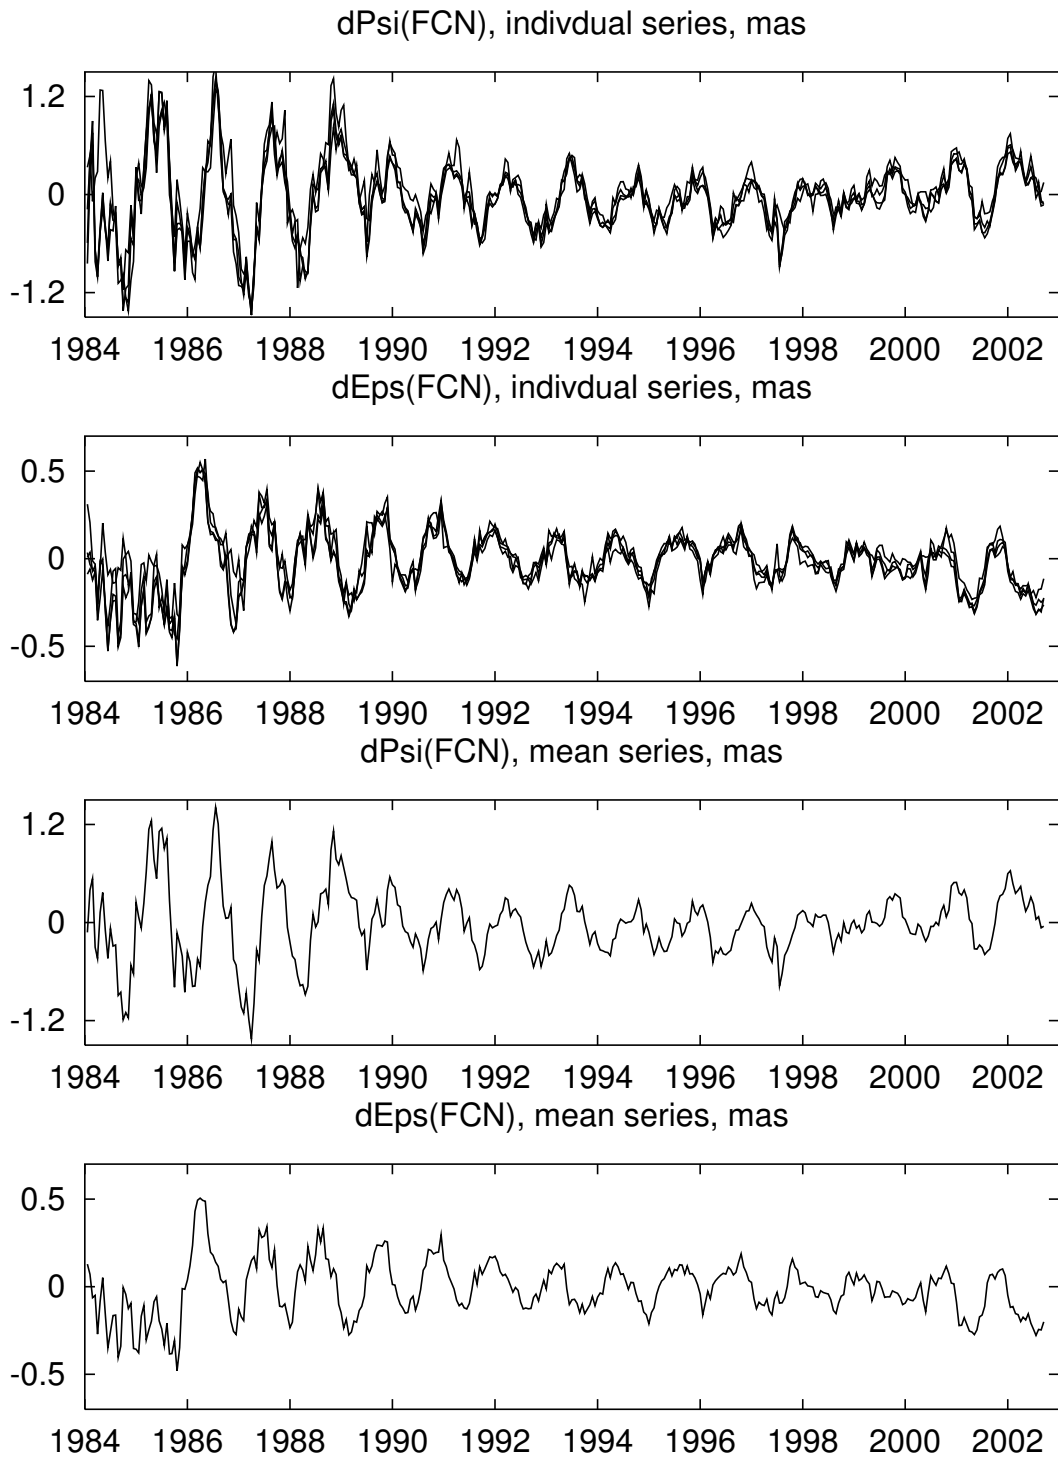 dPsi(FCN), indivdual series, mas
1.2
0
-1.2
1984 1986 1988 1990 1992 1994 1996 1998 2000 2002
dEps(FCN), indivdual series, mas
0.5
0
-0.5
1984 1986 1988 1990 1992 1994 1996 1998 2000 2002
dPsi(FCN), mean series, mas
1.2
0
-1.2
1984 1986 1988 1990 1992 1994 1996 1998 2000 2002
dEps(FCN), mean series, mas
0.5
0
-0.5
1984 1986 1988 1990 1992 1994 1996 1998 2000 2002